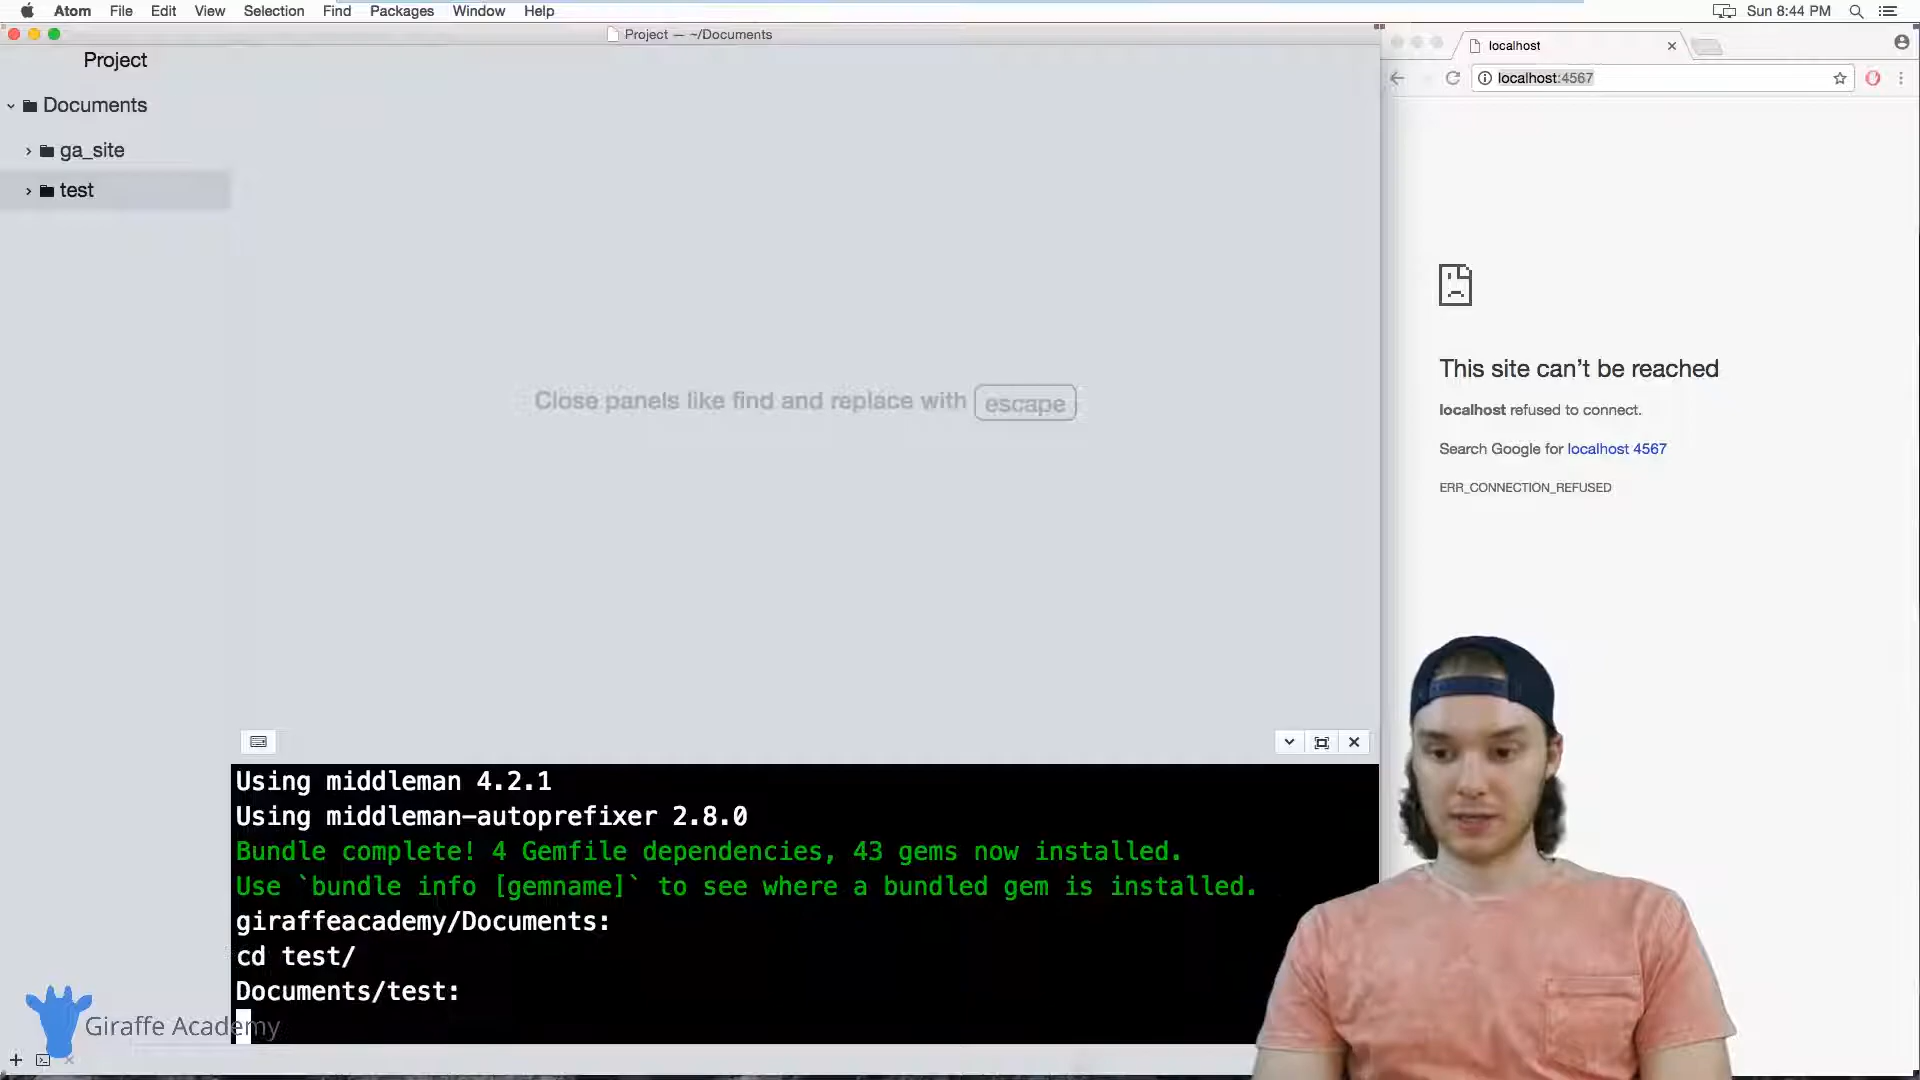 Atom File Edit View Selection Find Packages Window Help
Sun 8:44 PM
Project — ~/Documents
Project
Documents
ga_site
test
Close panels like find and replace with escape
localhost
localhost:4567
This site can’t be reached
localhost refused to connect.
Search Google for localhost 4567
ERR_CONNECTION_REFUSED
Using middleman 4.2.1
Using middleman-autoprefixer 2.8.0
Bundle complete! 4 Gemfile dependencies, 43 gems now installed.
Use `bundle info [gemname]` to see where a bundled gem is installed.
giraffeacademy/Documents:
cd test/
Documents/test:
Giraffe Academy